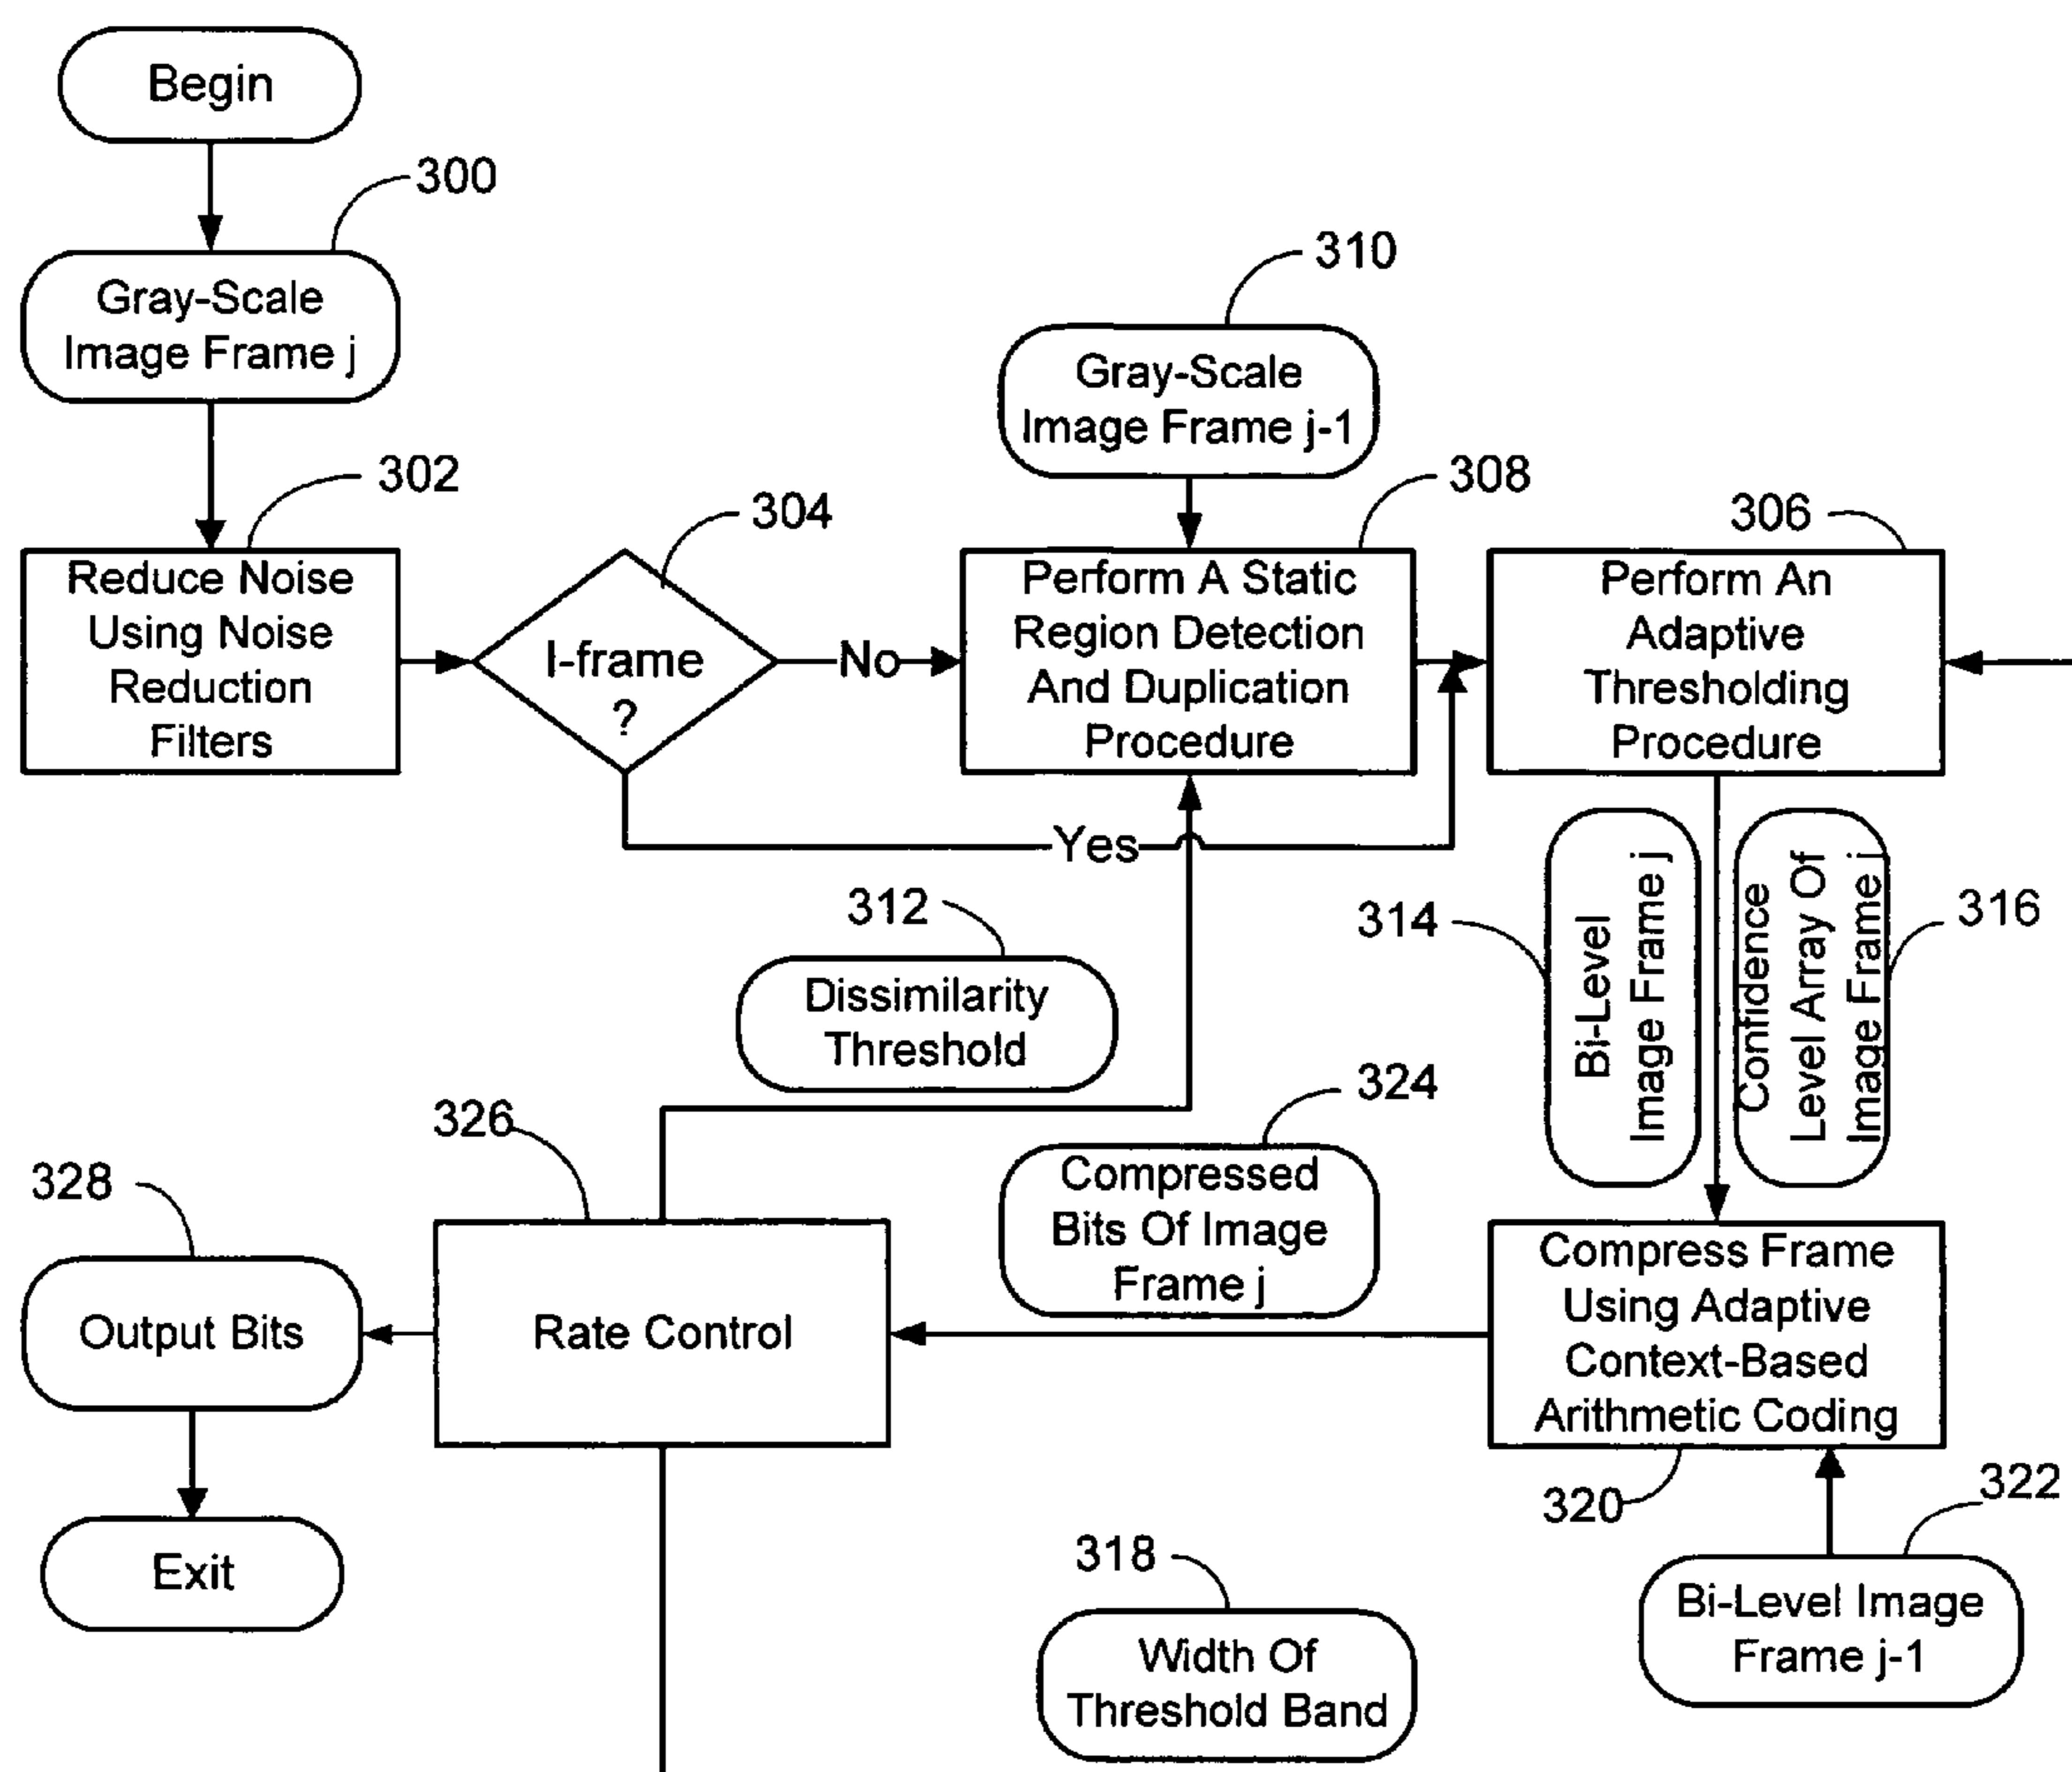 Begin
300
Gray-Scale
Image Frame j
310
Gray-Scale
Image Frame j-1
302
304
308
306
Reduce Noise
Using Noise
Reduction
Filters
I-frame
?
No
Perform A Static
Region Detection
And Duplication
Procedure
Perform An
Adaptive
Thresholding
Procedure
Yes
312
Dissimilarity
Threshold
314
Bi-Level
Image Frame j
Confidence
Level Array Of
Image Frame j
316
326
324
Compressed
Bits Of Image
Frame j
328
Output Bits
Rate Control
Compress Frame
Using Adaptive
Context-Based
Arithmetic Coding
320
322
Exit
318
Width Of
Threshold Band
Bi-Level Image
Frame j-1